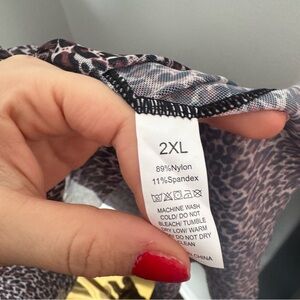 2XL
89%Nylon
11%Spandex
MACHINE WASH
COLD/ DO NOT
BLEACH/ TUMBLE
DRY LOW/ WARM
DO NOT DRY
CLEAN
CHINA